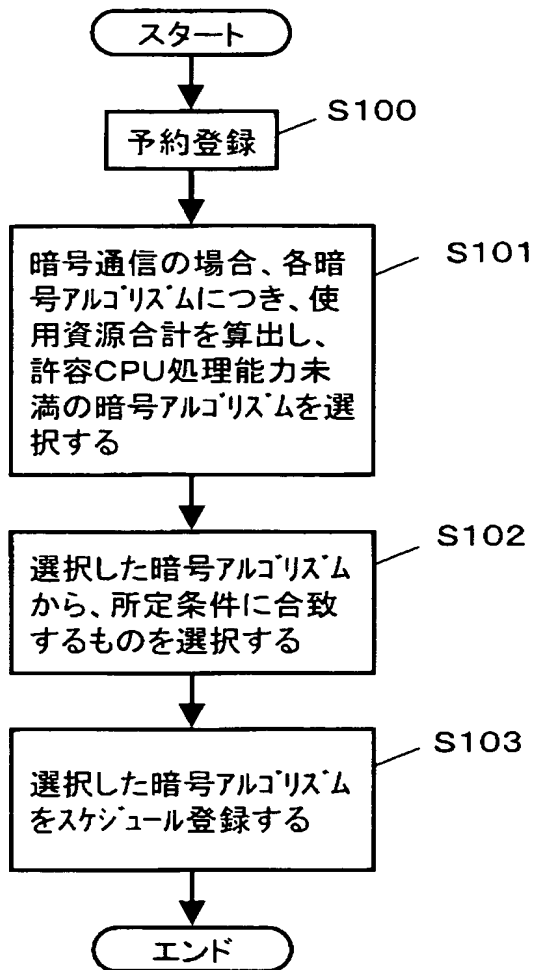 スタート
S100
予約登録
S101
暗号通信の場合、各暗
号アルゴリズムにつき、使
用資源合計を算出し、
許容CPU処理能力未
満の暗号アルゴリズムを選
択する
S102
選択した暗号アルゴリズム
から、所定条件に合致
するものを選択する
S103
選択した暗号アルゴリズム
をスケジュール登録する
エンド